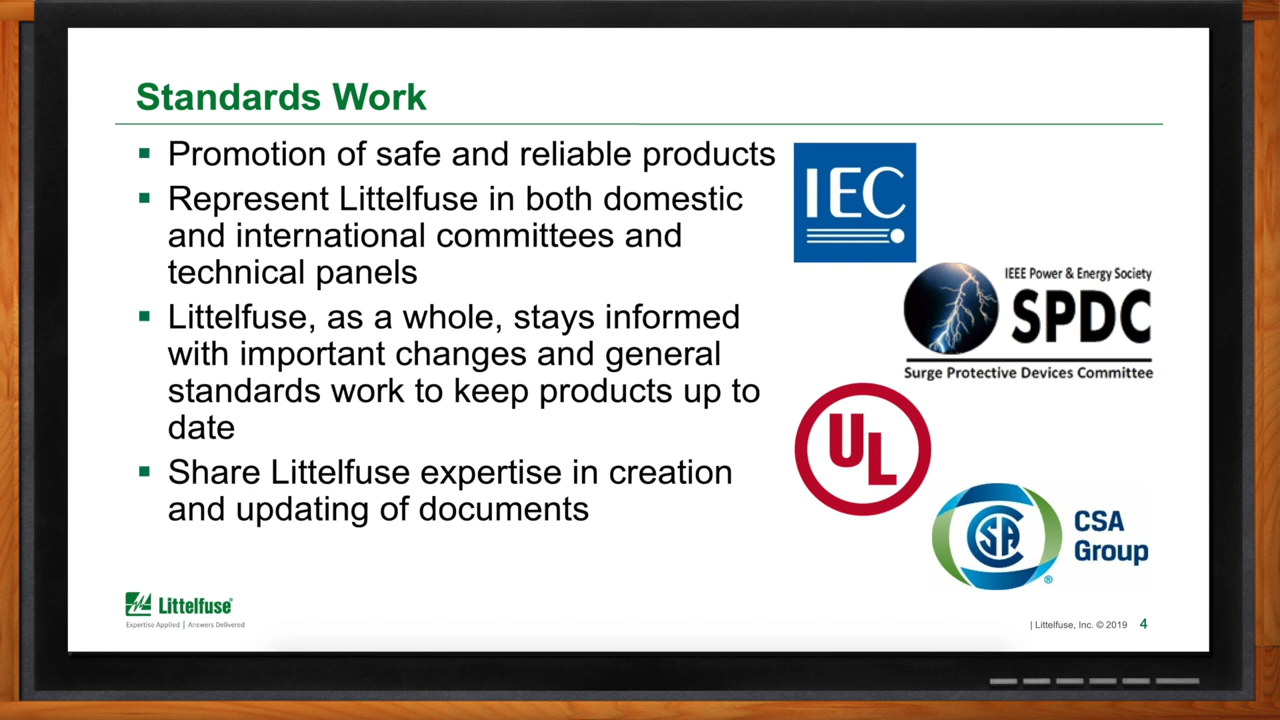 Standards Work
▪ Promotion of safe and reliable products
▪ Represent Littelfuse in both domestic
and international committees and
technical panels
▪ Littelfuse, as a whole, stays informed
with important changes and general
standards work to keep products up to
date
▪ Share Littelfuse expertise in creation
and updating of documents
IEC
IEEE Power & Energy Society
SPDC
Surge Protective Devices Committee
UL
CSA
CSA
Group
®
Littelfuse®
Expertise Applied | Answers Delivered
| Littelfuse, Inc. © 2019 4